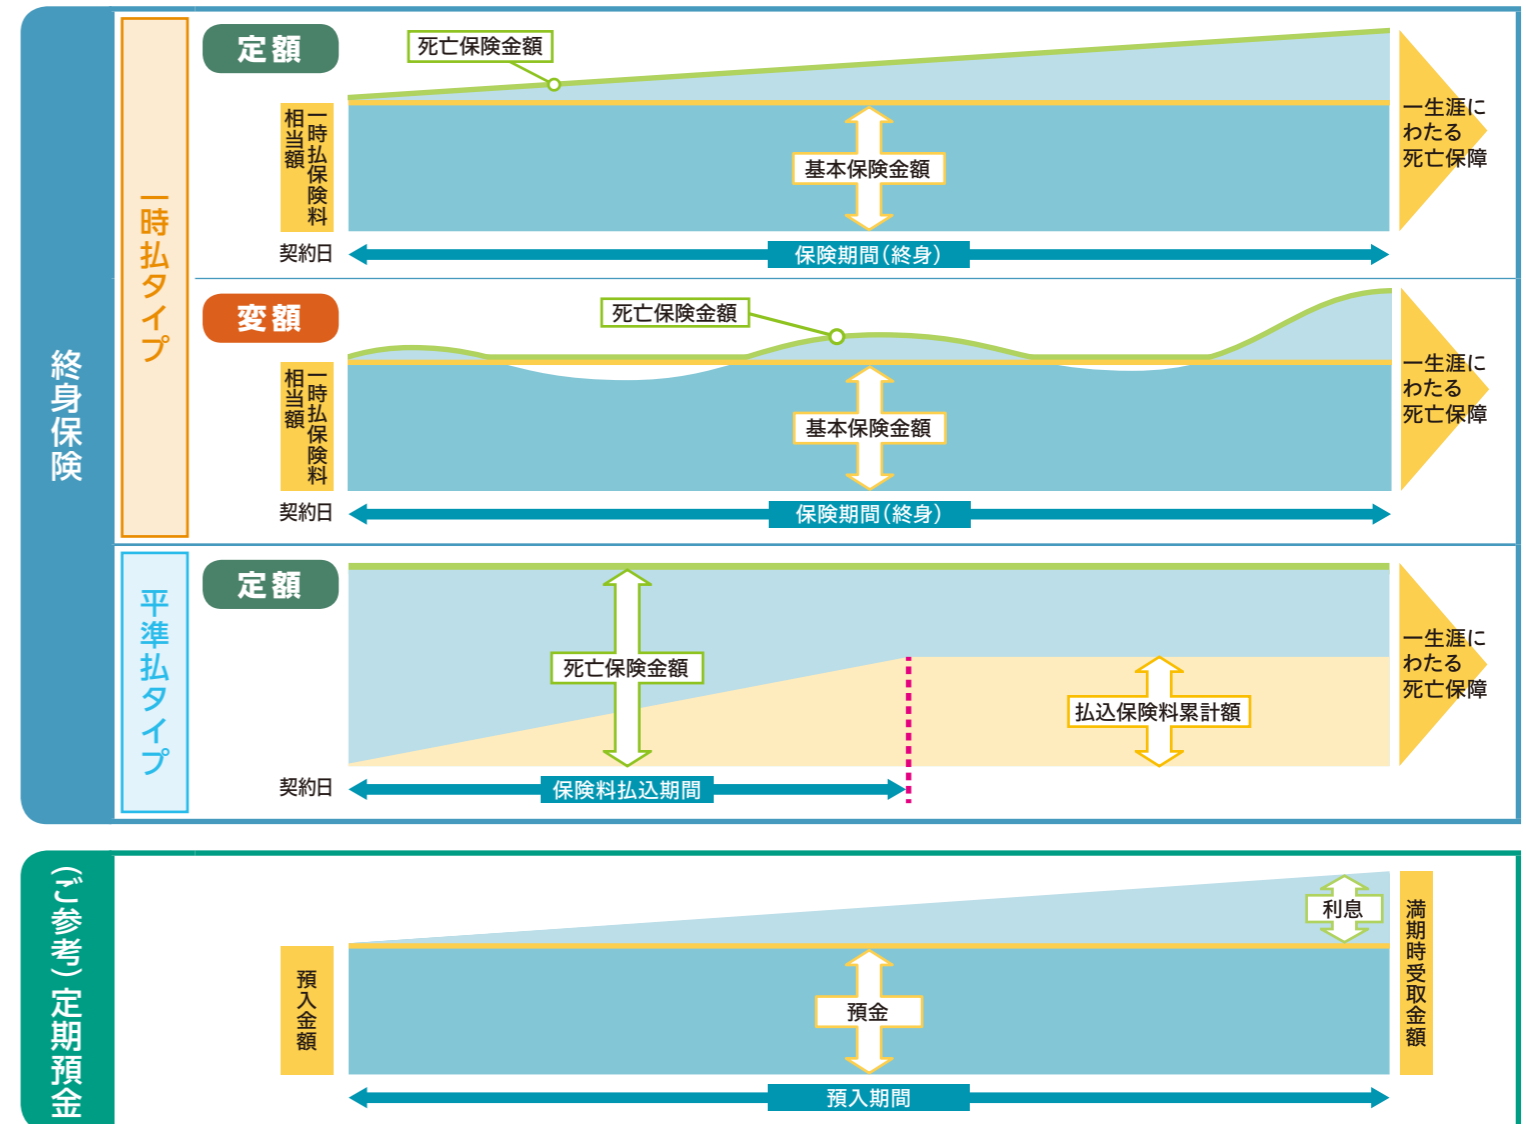 終身保険
一時払タイプ
定額
死亡保険金額
一時払保険料
相当額
基本保険金額
一生涯に
わたる
死亡保障
契約日
保険期間(終身)
変額
死亡保険金額
一時払保険料
相当額
基本保険金額
一生涯に
わたる
死亡保障
契約日
保険期間(終身)
平準払タイプ
定額
死亡保険金額
払込保険料累計額
一生涯に
わたる
死亡保障
契約日
保険料払込期間
(ご参考)定期預金
利息
預入金額
預金
満期時受取金額
預入期間